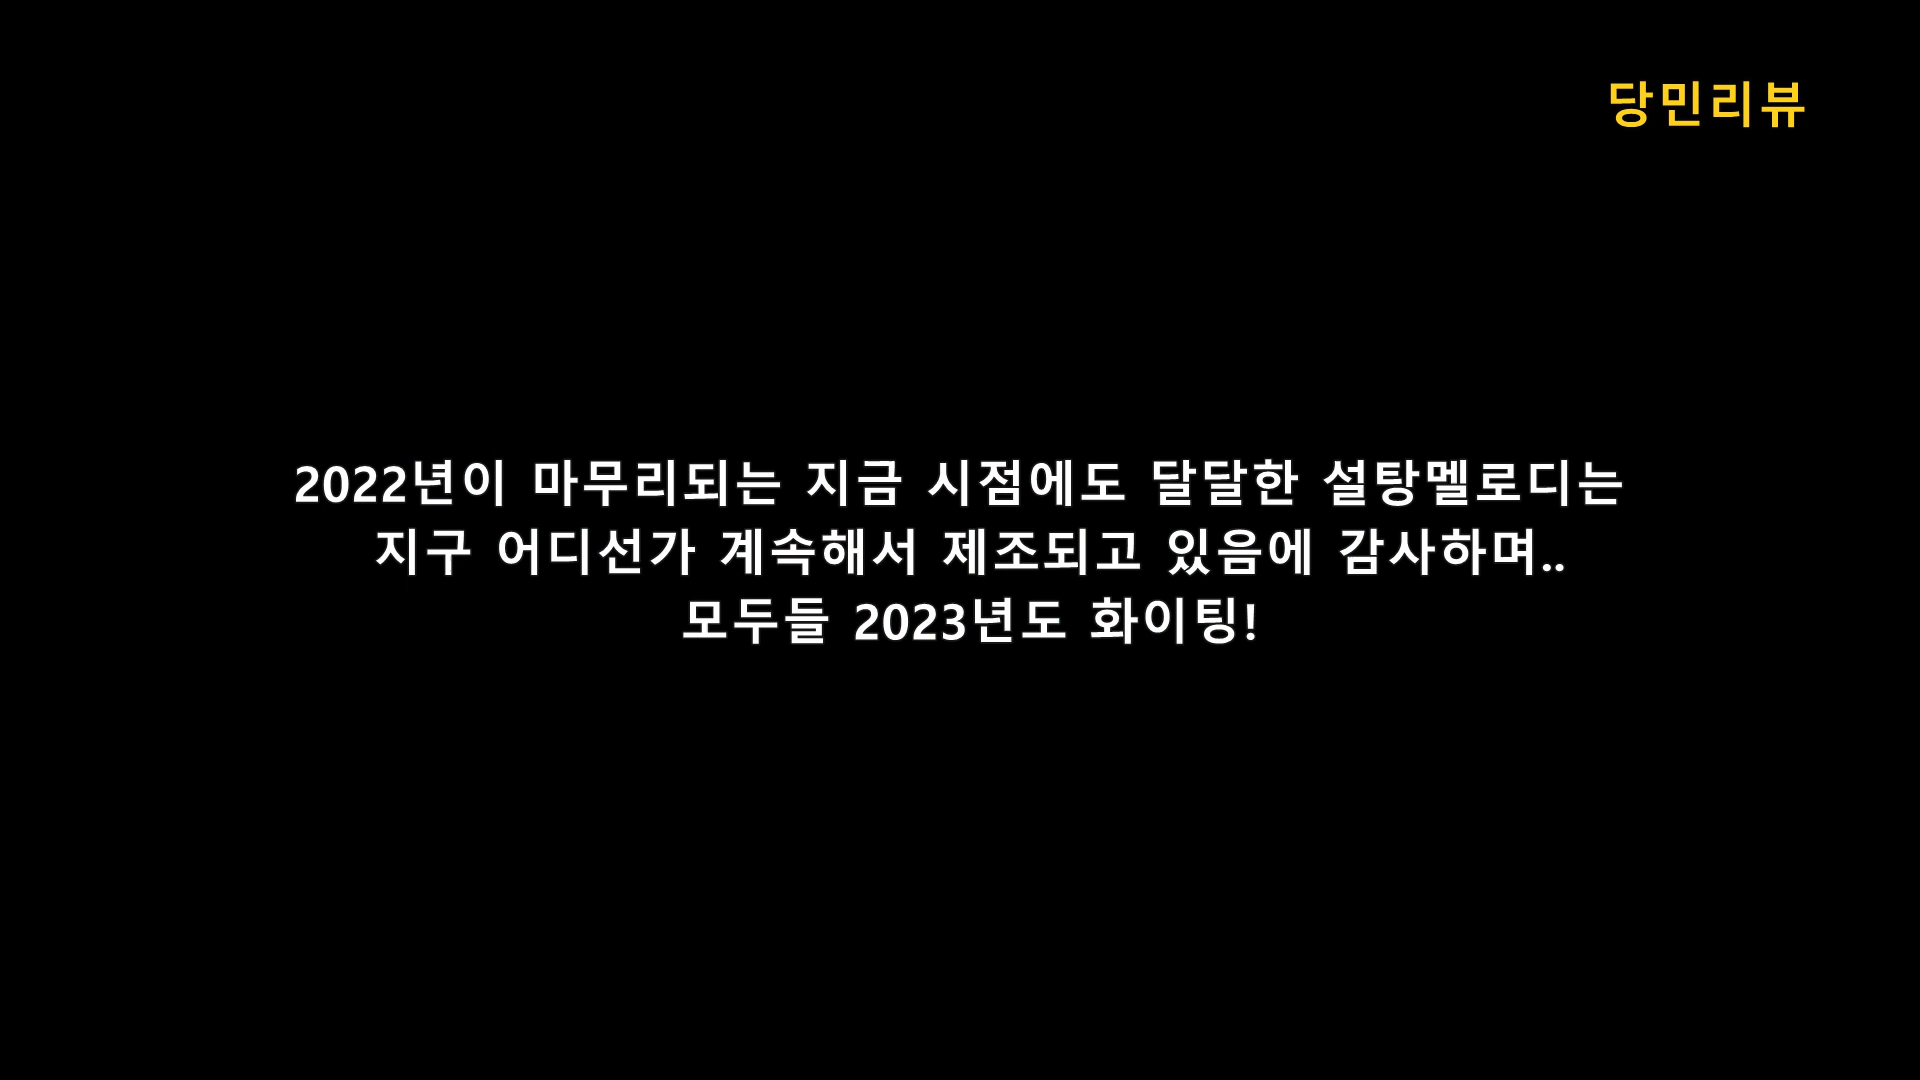 당민리뷰
2022년이 마무리되는 지금 시점에도 달달한 설탕멜로디는
지구 어디선가 계속해서 제조되고 있음에 감사하며..
모두들 2023년도 화이팅!